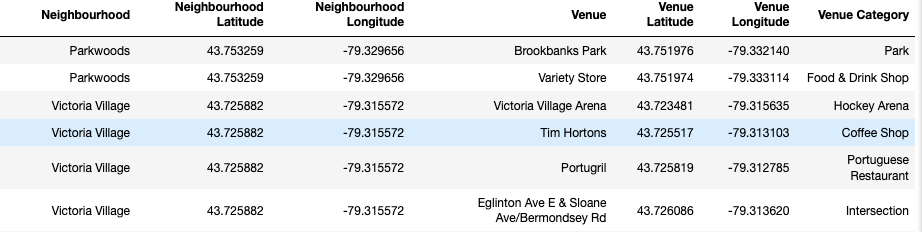 Neighbourhood Neighbourhood Latitude Neighbourhood Longitude Venue Venue Latitude Venue Longitude Venue Category
Parkwoods 43.753259 -79.329656 Brookbanks Park 43.751976 -79.332140 Park
Parkwoods 43.753259 -79.329656 Variety Store 43.751974 -79.333114 Food & Drink Shop
Victoria Village 43.725882 -79.315572 Victoria Village Arena 43.723481 -79.315635 Hockey Arena
Victoria Village 43.725882 -79.315572 Tim Hortons 43.725517 -79.313103 Coffee Shop
Victoria Village 43.725882 -79.315572 Portugril 43.725819 -79.312785 Portuguese Restaurant
Victoria Village 43.725882 -79.315572 Eglinton Ave E & Sloane Ave/Bermondsey Rd 43.726086 -79.313620 Intersection